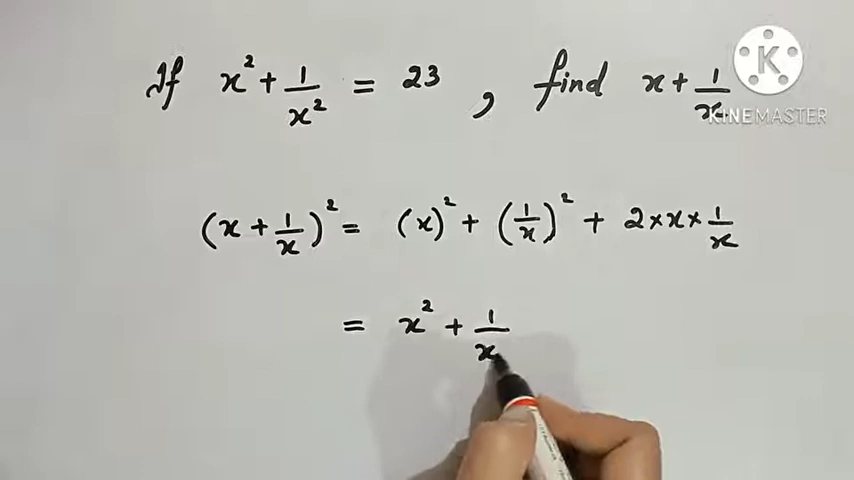 If x² + 1/x² = 23 , find x + 1/x
KINEMASTER
(x + 1/x)² = (x)² + (1/x)² + 2×x×1/x
= x² + 1/x